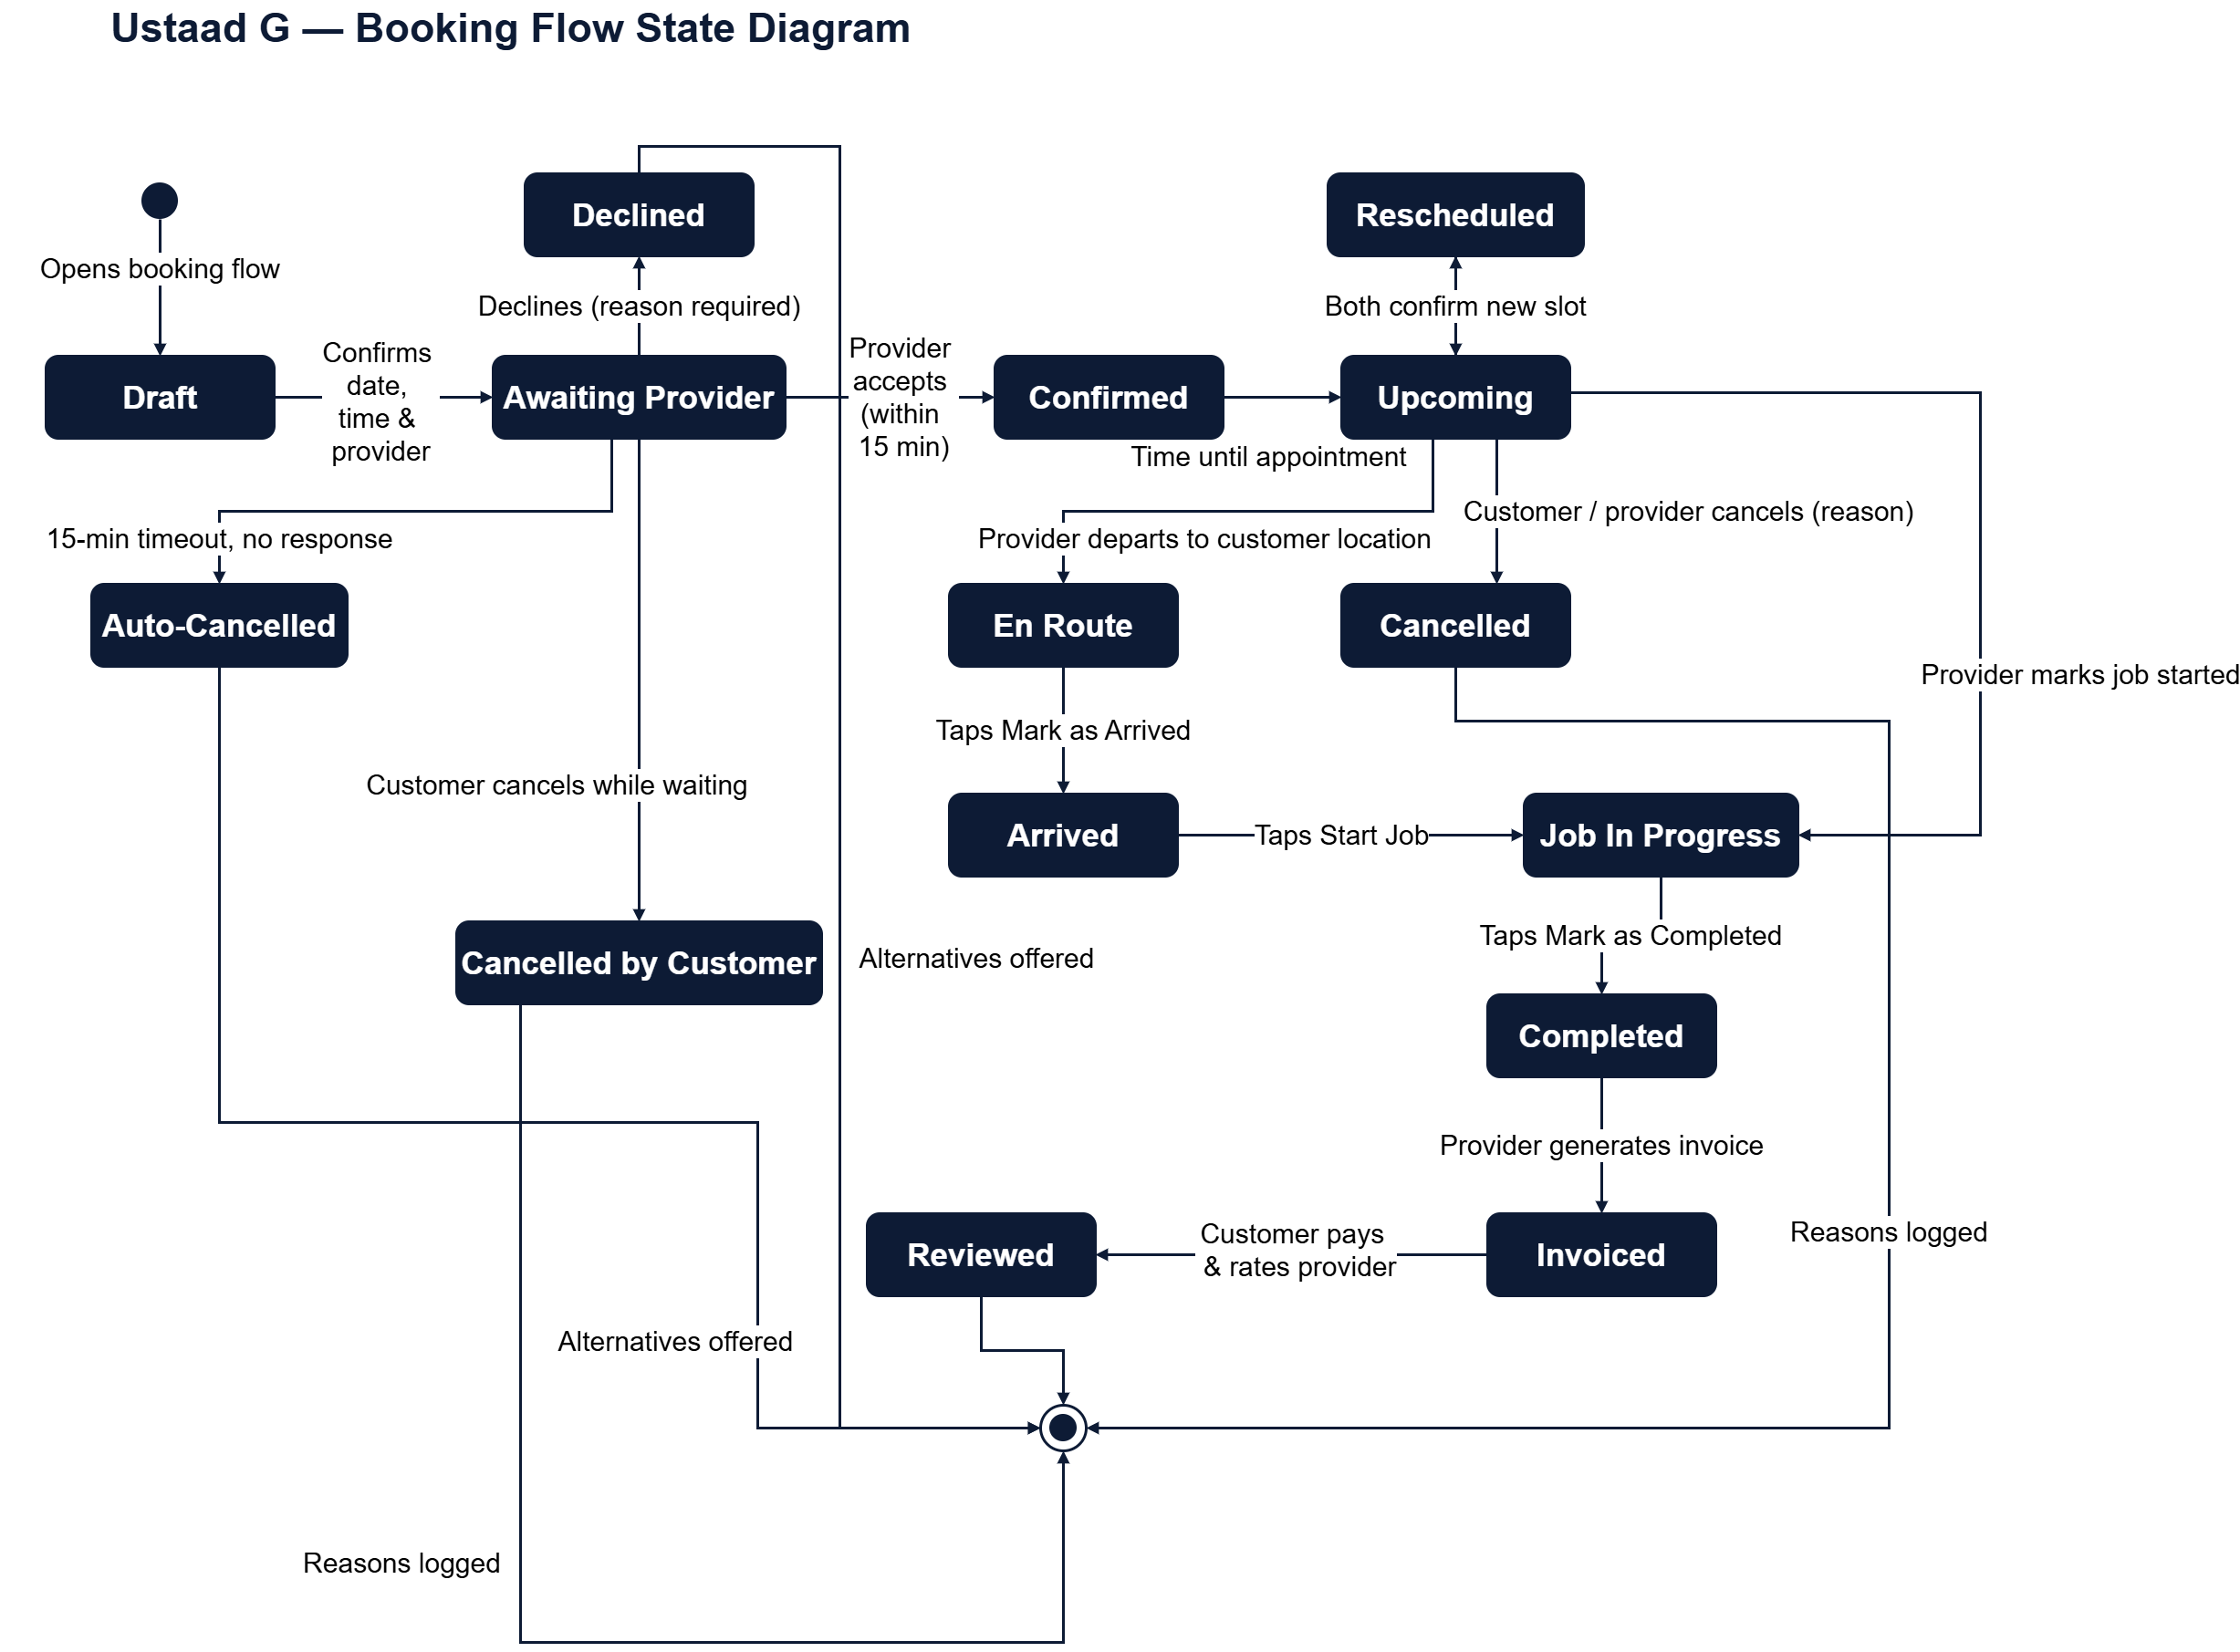 Ustaad G — Booking Flow State Diagram
Declined
Rescheduled
Opens booking flow
Declines (reason required)
Both confirm new slot
Draft
Confirms
date,
time &
provider
Awaiting Provider
Provider
accepts
(within
15 min)
Confirmed
Upcoming
Time until appointment
Customer / provider cancels (reason)
15-min timeout, no response
Provider departs to customer location
Auto-Cancelled
En Route
Cancelled
Provider marks job started
Taps Mark as Arrived
Customer cancels while waiting
Arrived
Taps Start Job
Job In Progress
Taps Mark as Completed
Cancelled by Customer
Alternatives offered
Completed
Provider generates invoice
Reviewed
Customer pays
& rates provider
Invoiced
Reasons logged
Alternatives offered
Reasons logged